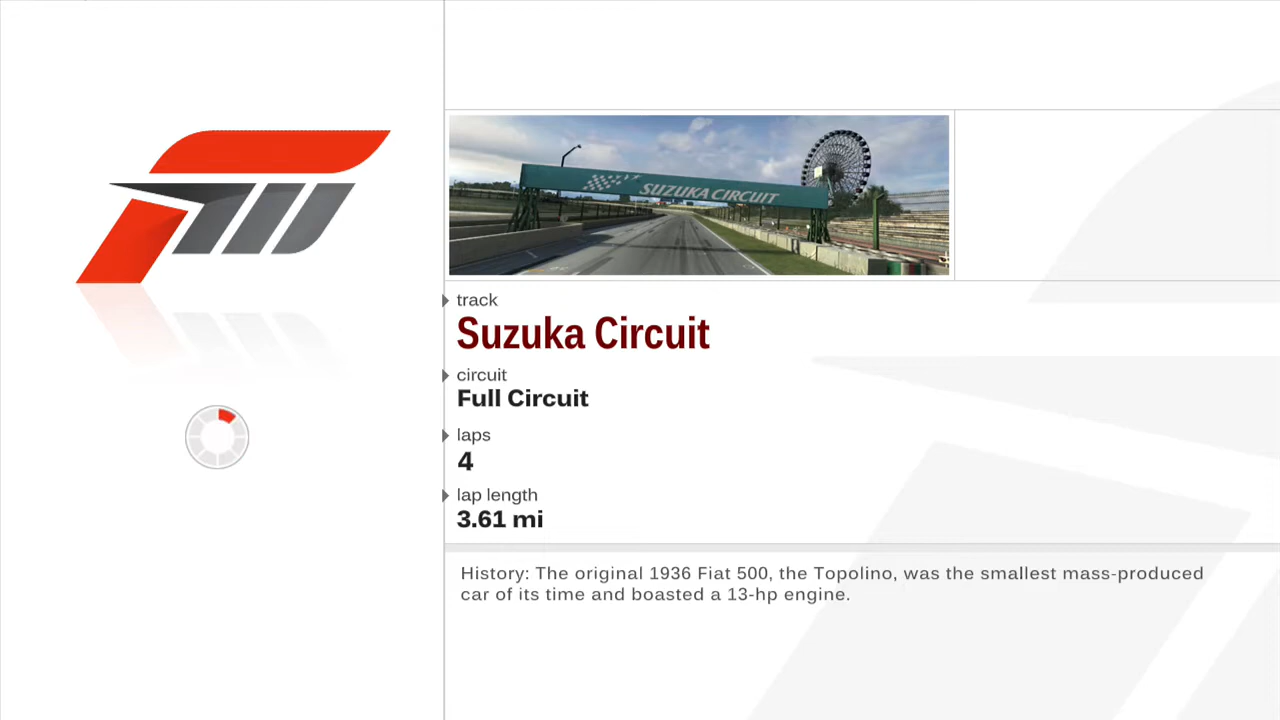 SUZUKA CIRCUIT
track
Suzuka Circuit
circuit
Full Circuit
laps
4
lap length
3.61 mi
History: The original 1936 Fiat 500, the Topolino, was the smallest mass-produced
car of its time and boasted a 13-hp engine.